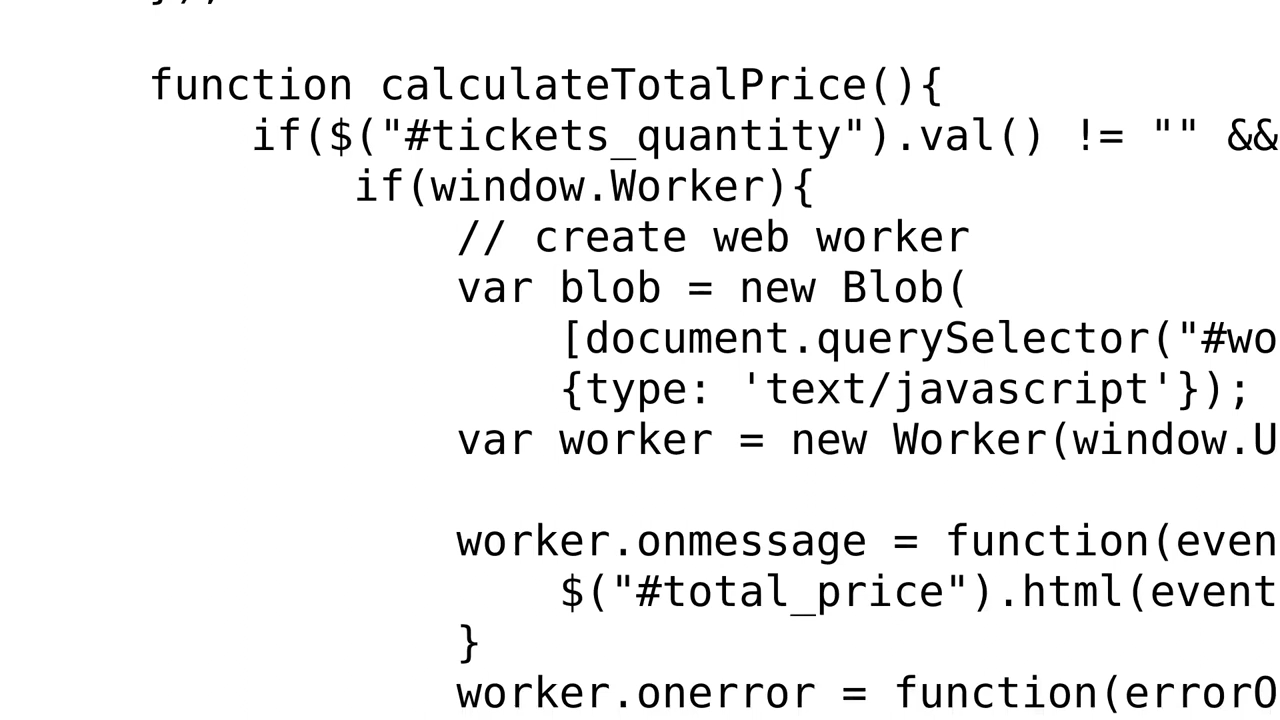 function calculateTotalPrice(){
if($("#tickets_quantity").val() != "" &&
if(window.Worker){
// create web worker
var blob = new Blob(
[document.querySelector("#wo
{type: 'text/javascript'});
var worker = new Worker(window.U
worker.onmessage = function(even
$("#total_price").html(event
}
worker.onerror = function(errorO